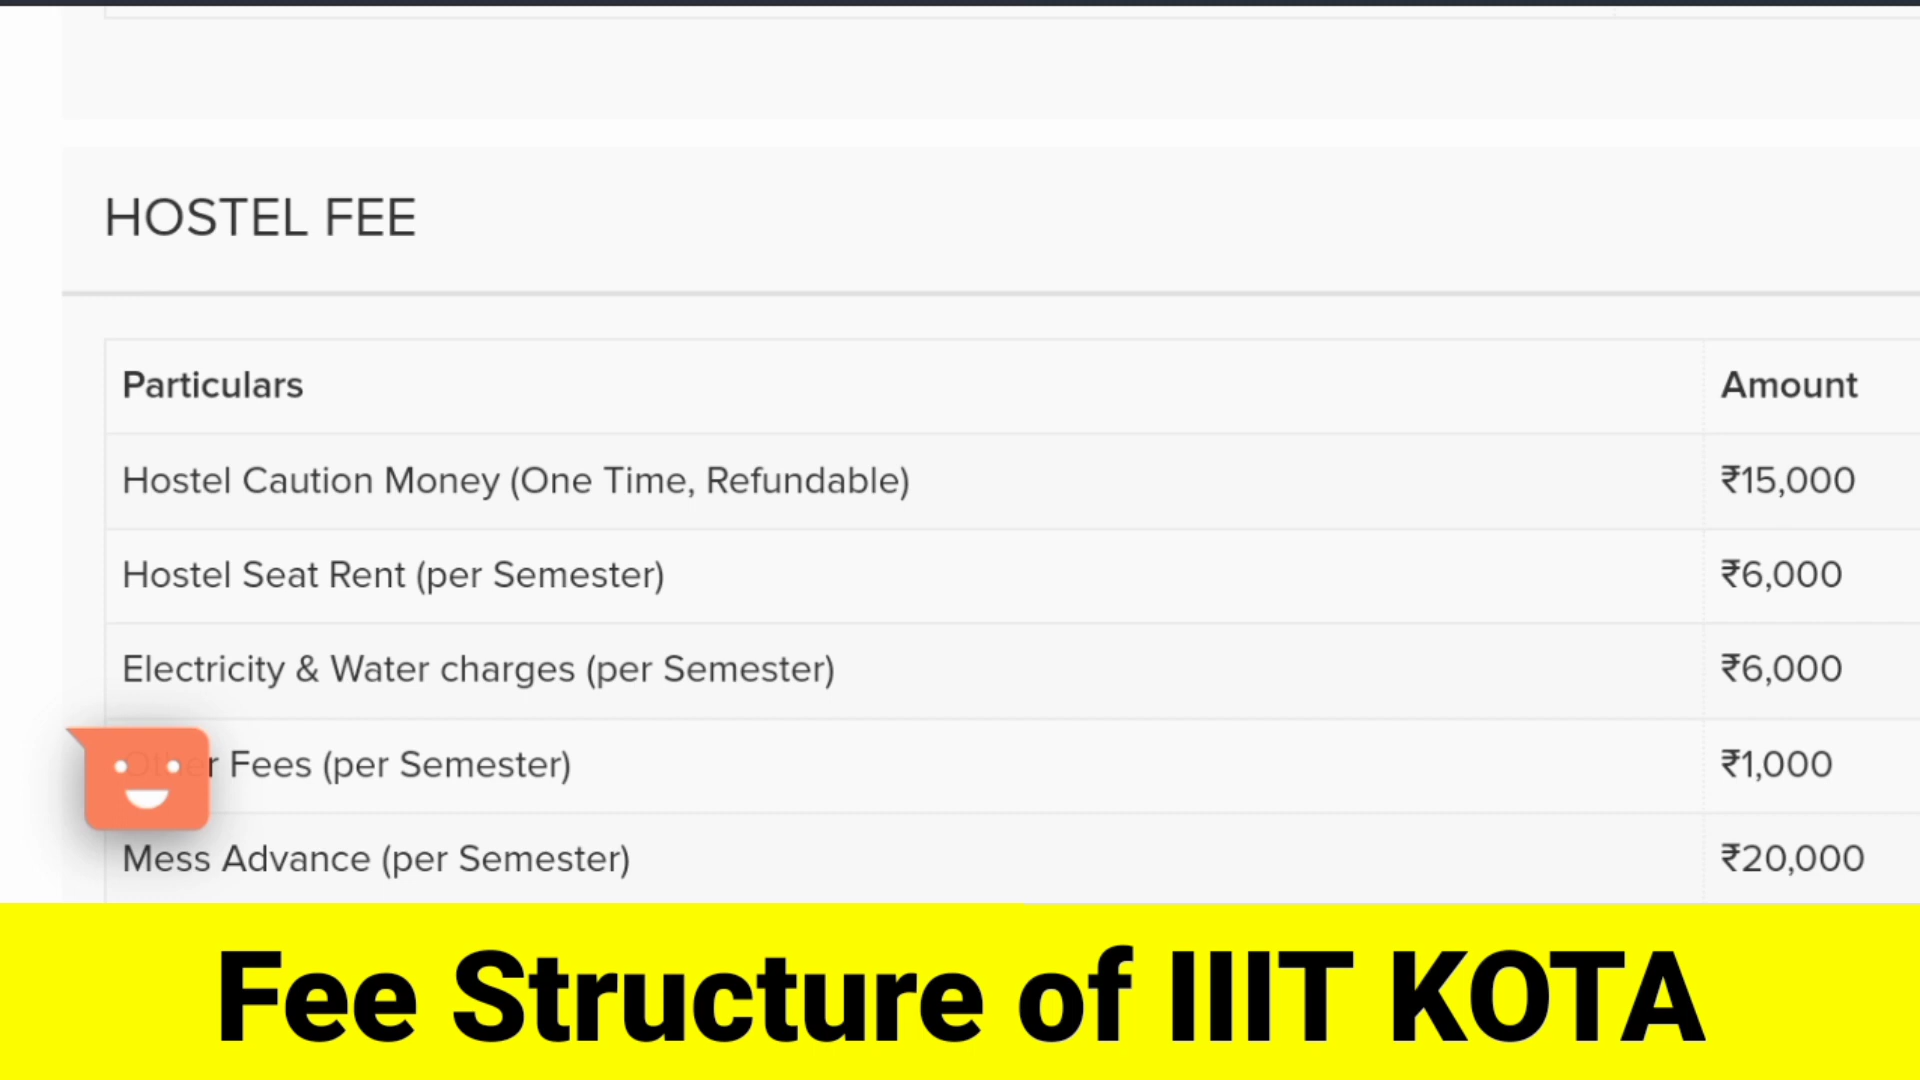 HOSTEL FEE
Particulars Amount
Hostel Caution Money (One Time, Refundable) ₹15,000
Hostel Seat Rent (per Semester) ₹6,000
Electricity & Water charges (per Semester) ₹6,000
Other Fees (per Semester) ₹1,000
Mess Advance (per Semester) ₹20,000
Fee Structure of IIIT KOTA